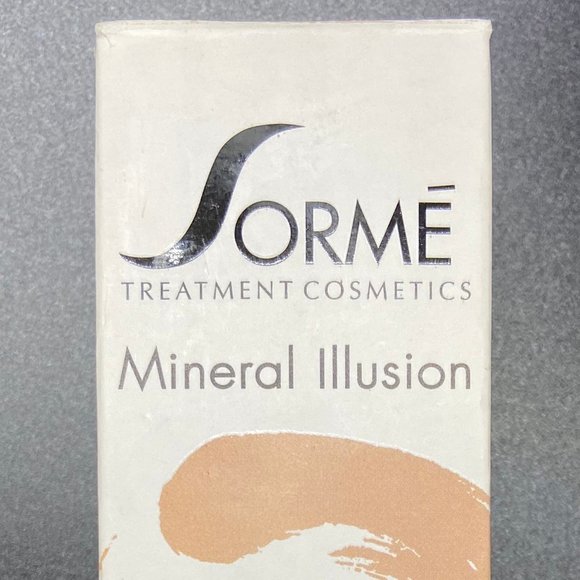 SORMÉ
TREATMENT COSMETICS
Mineral Illusion